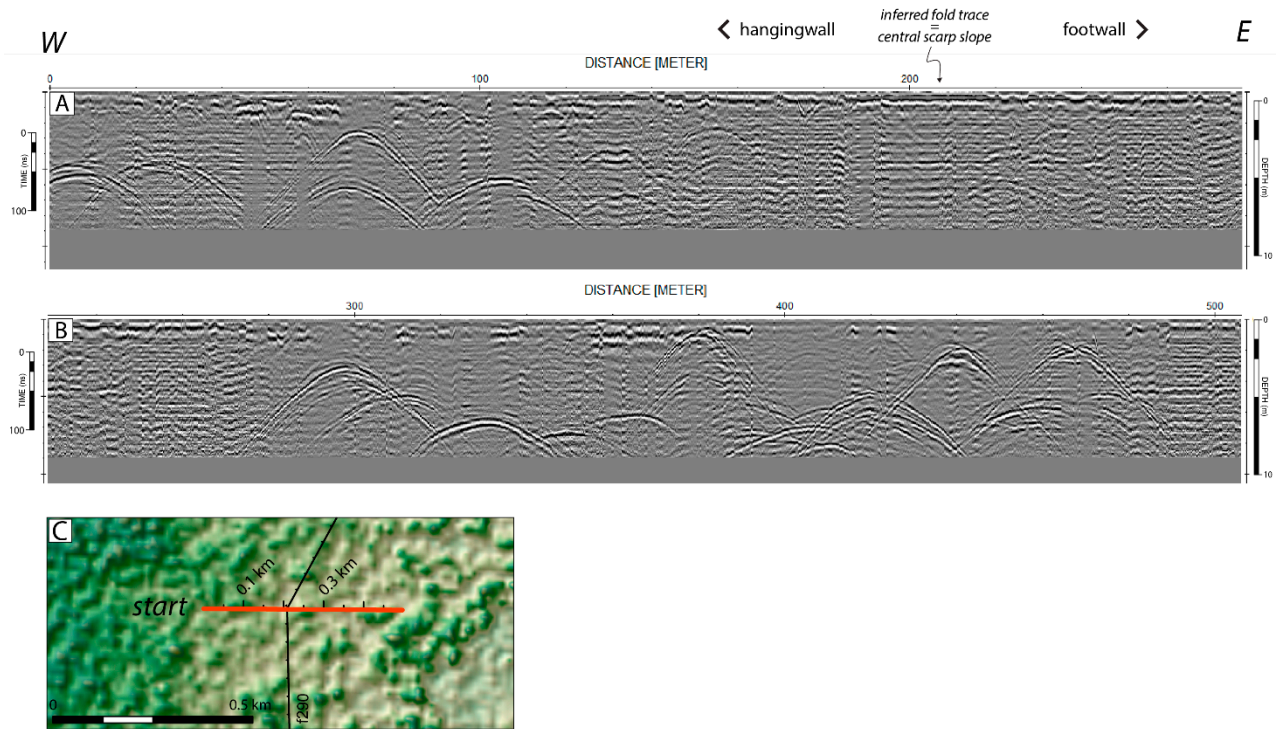 W
< hangingwall
inferred fold trace
=
central scarp slope
footwall >
E
DISTANCE [METER]
0
100
200
A
0
TIME (ns)
100
0
DEPTH (m)
10
DISTANCE [METER]
300
400
500
B
0
TIME (ns)
100
0
DEPTH (m)
10
C
0.1 km
0.3 km
start
0
0.5 km
f290